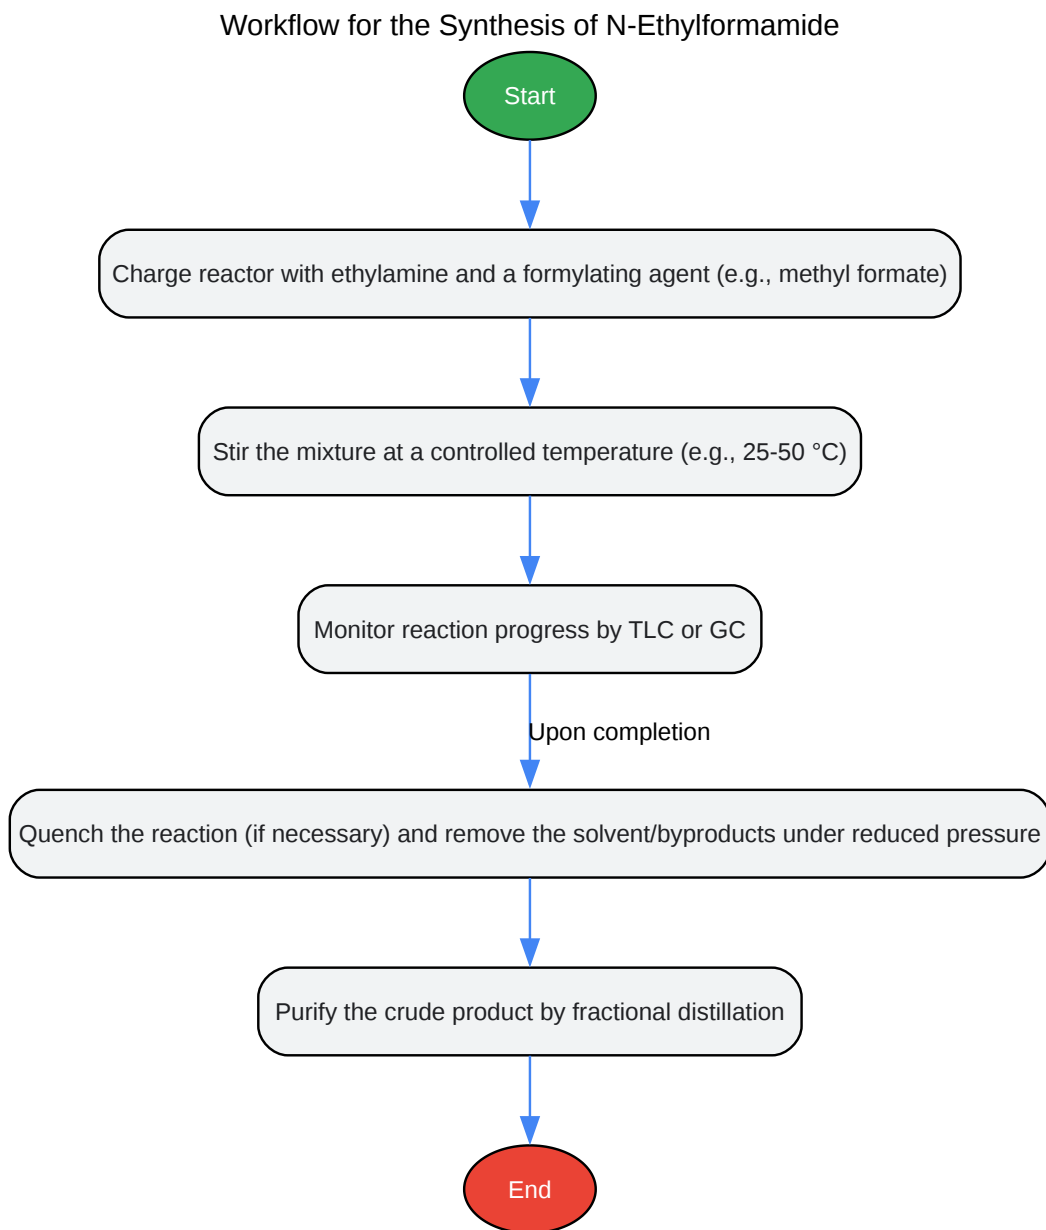 Workflow for the Synthesis of N-Ethylformamide
Start
Charge reactor with ethylamine and a formylating agent (e.g., methyl formate)
Stir the mixture at a controlled temperature (e.g., 25-50 °C)
Monitor reaction progress by TLC or GC
Upon completion
Quench the reaction (if necessary) and remove the solvent/byproducts under reduced pressure
Purify the crude product by fractional distillation
End